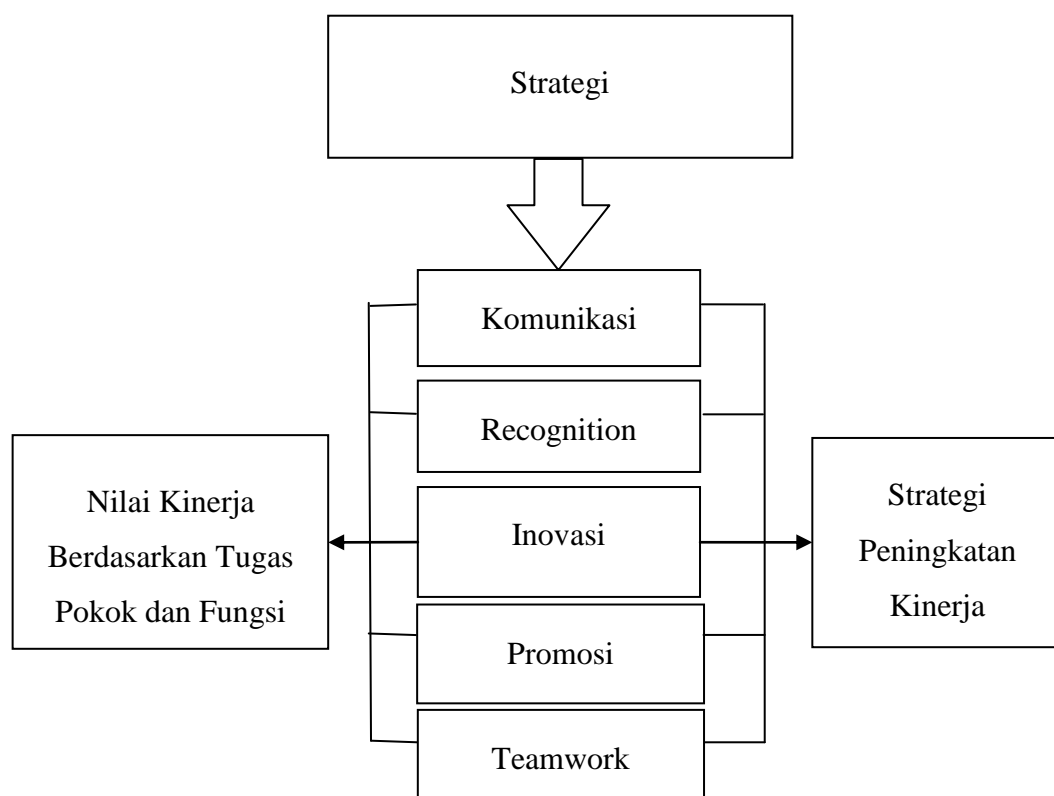 Strategi
Komunikasi
Recognition
Inovasi
Promosi
Teamwork
Nilai Kinerja
Berdasarkan Tugas
Pokok dan Fungsi
Strategi
Peningkatan
Kinerja